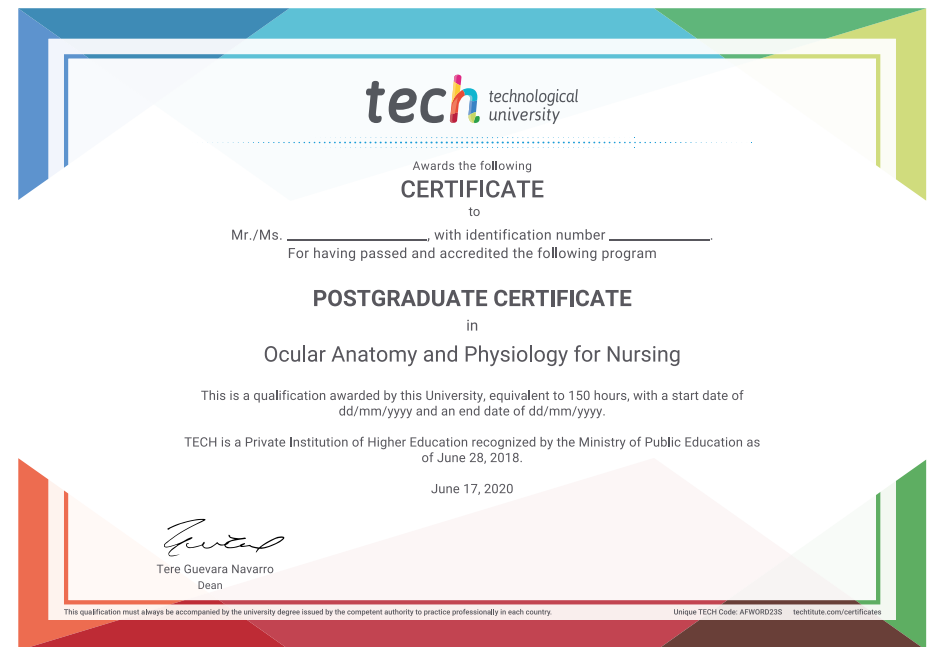 tech technological
university
Awards the following
CERTIFICATE
to
Mr./Ms. ____________________, with identification number ______________.
For having passed and accredited the following program
POSTGRADUATE CERTIFICATE
in
Ocular Anatomy and Physiology for Nursing
This is a qualification awarded by this University, equivalent to 150 hours, with a start date of
dd/mm/yyyy and an end date of dd/mm/yyyy.
TECH is a Private Institution of Higher Education recognized by the Ministry of Public Education as
of June 28, 2018.
June 17, 2020
Tere Guevara Navarro
Dean
This qualification must always be accompanied by the university degree issued by the competent authority to practice professionally in each country. Unique TECH Code: AFWORD23S techtitute.com/certificates